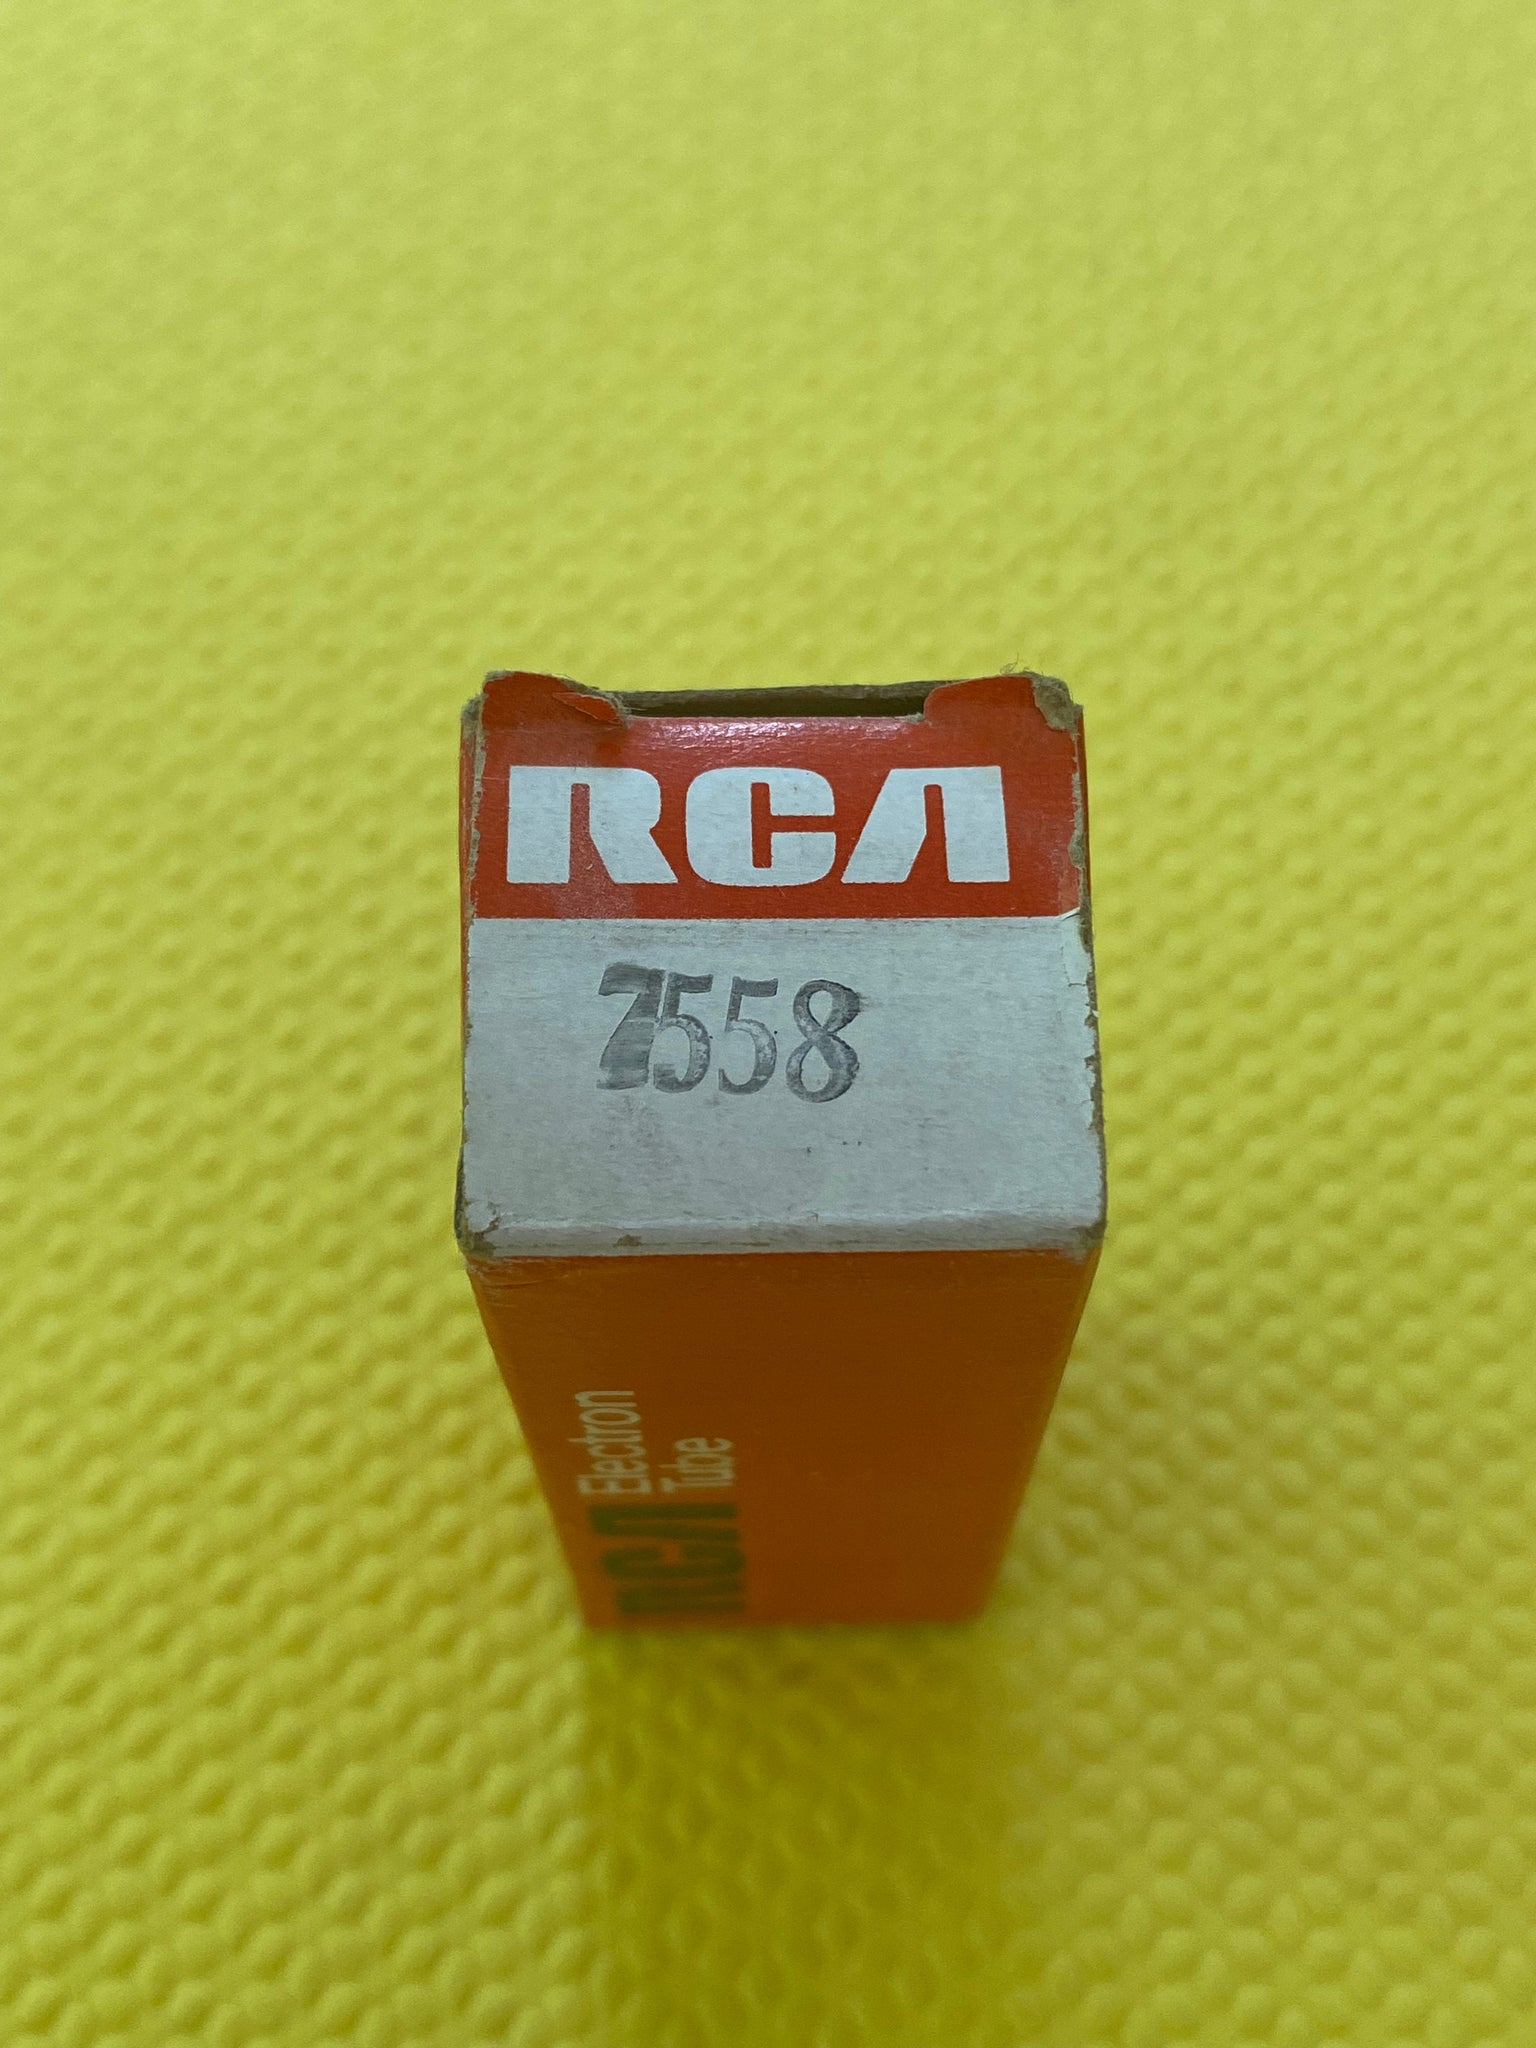 RCA
7558
RCA Electron
Tube